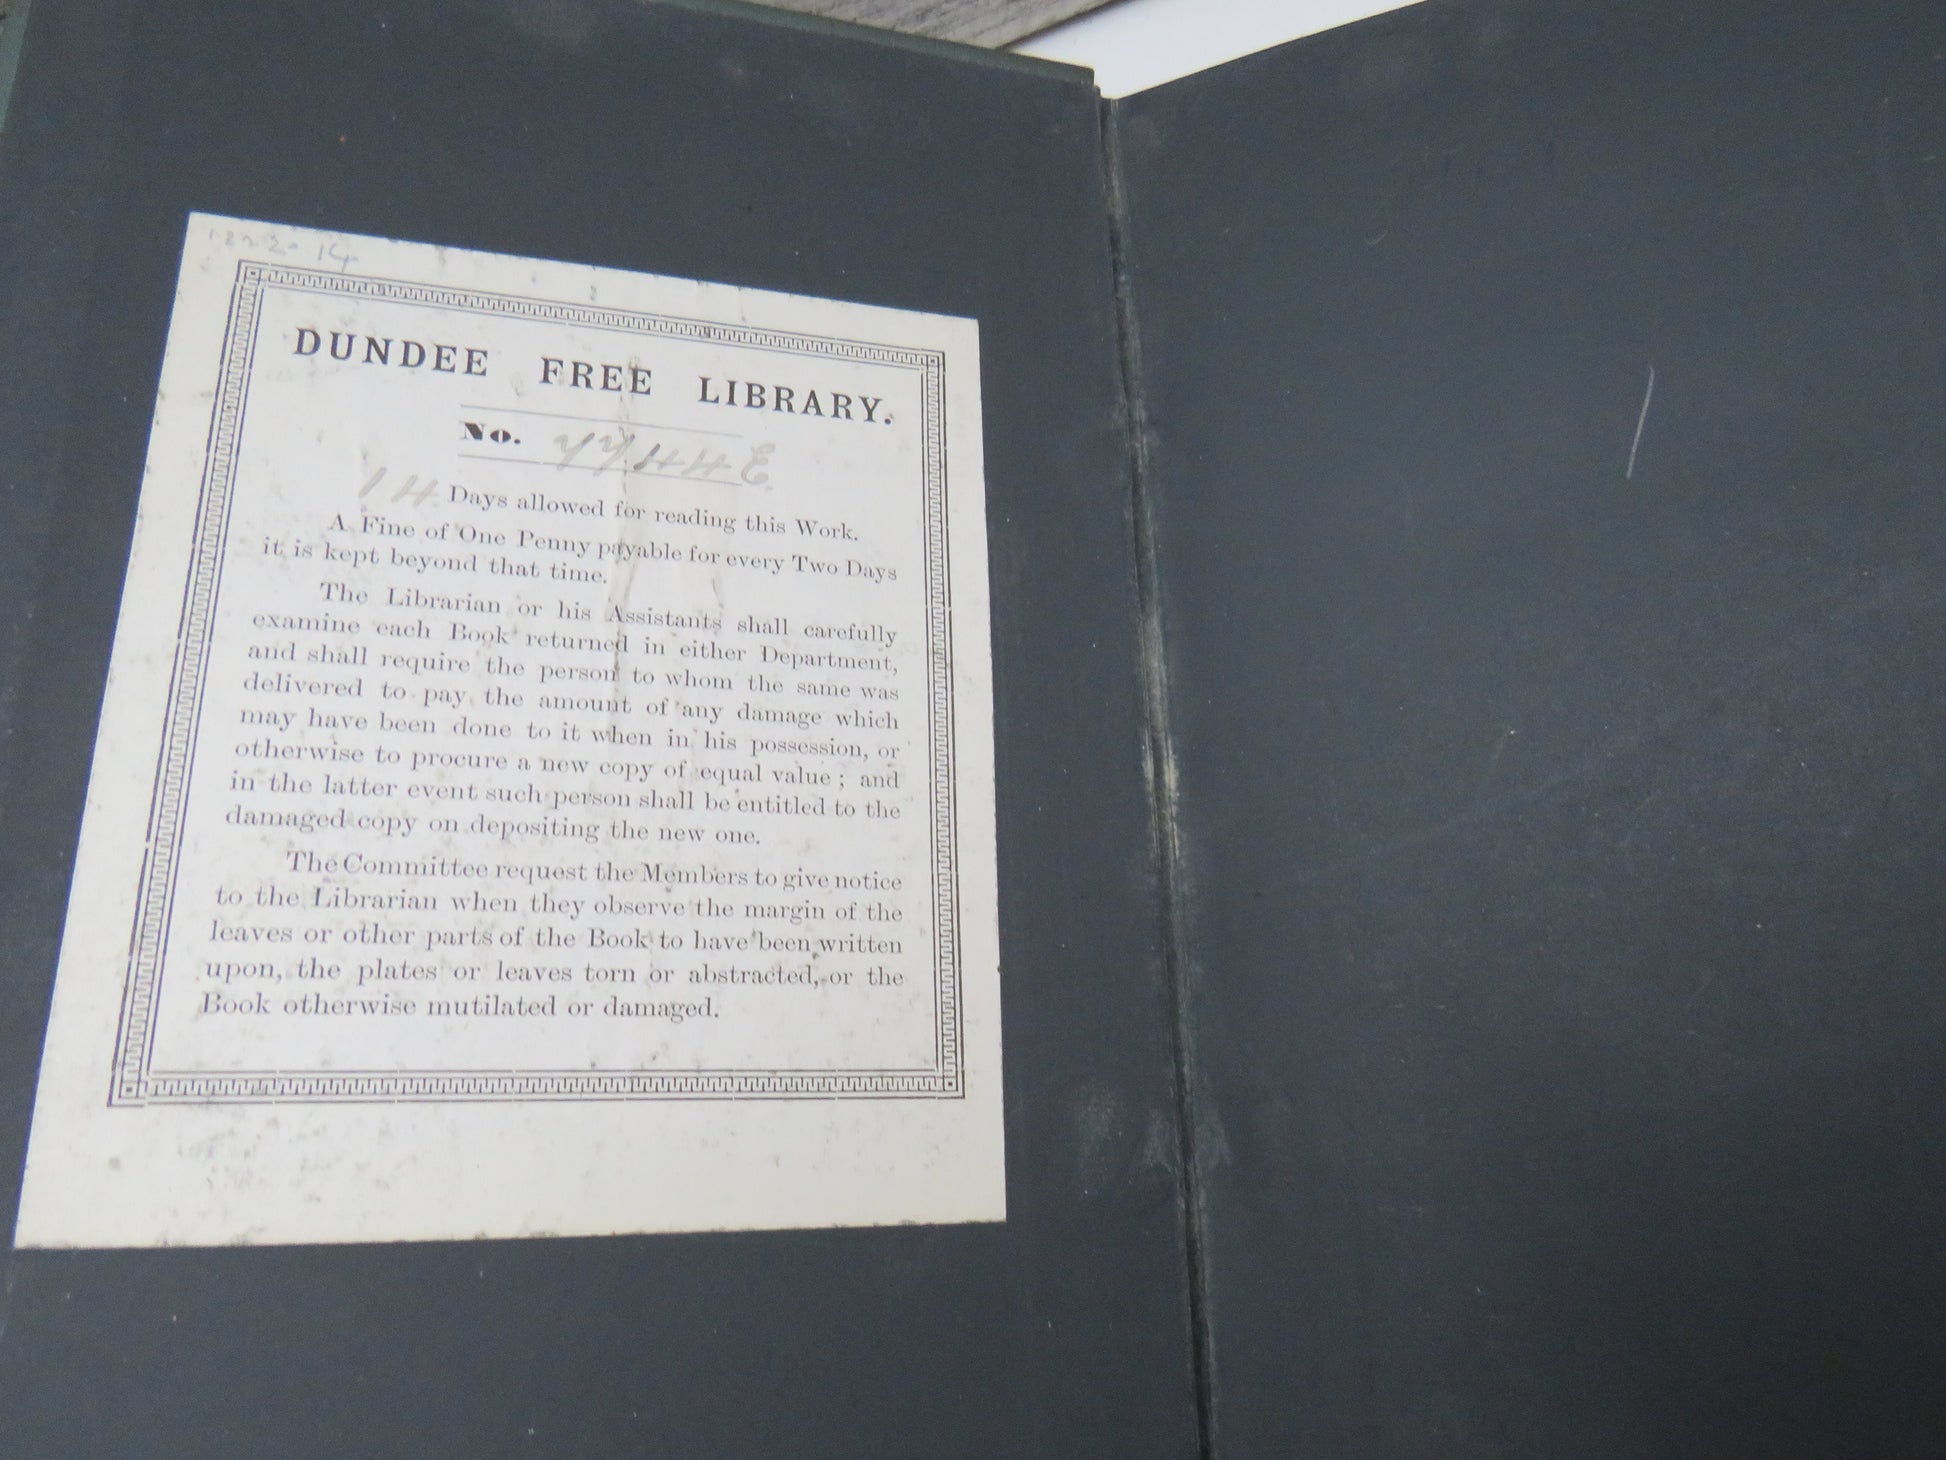 DUNDEE FREE LIBRARY.
No.
14 Days allowed for reading this Work.
A Fine of One Penny payable for every Two Days
it is kept beyond that time.
The Librarian or his Assistants shall carefully
examine each Book returned in either Department,
and shall require the person to whom the same was
delivered to pay the amount of any damage which
may have been done to it when in his possession, or
otherwise to procure a new copy of equal value; and
in the latter event such person shall be entitled to the
damaged copy on depositing the new one.
The Committee request the Members to give notice
to the Librarian when they observe the margin of the
leaves or other parts of the Book to have been written
upon, the plates or leaves torn or abstracted, or the
Book otherwise mutilated or damaged.